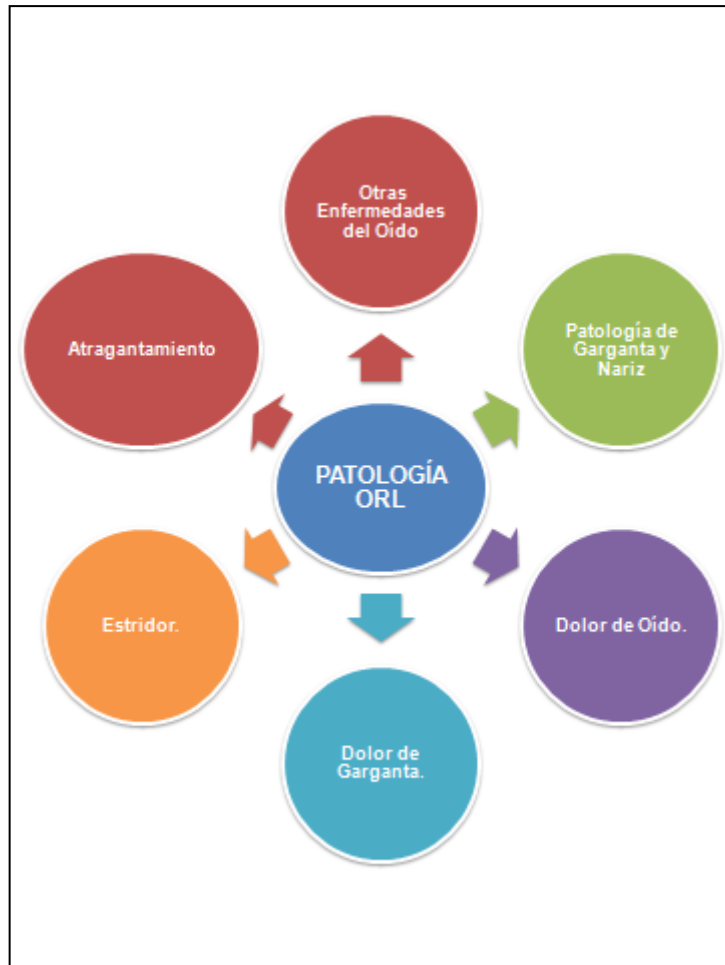 Otras
Enfermedades
del Oído
Atragantamiento
Patología de
Garganta y
Nariz
PATOLOGÍA
ORL
Estridor.
Dolor de Oído.
Dolor de
Garganta.